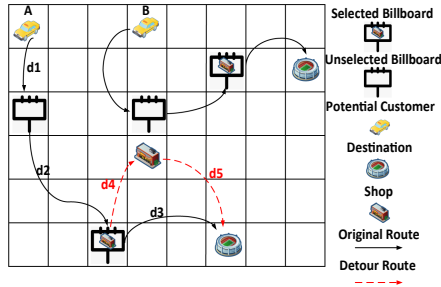 A
B
d1
d2
d3
d4
d5
Selected Billboard
Unselected Billboard
Potential Customer
Destination
Shop
Original Route
Detour Route